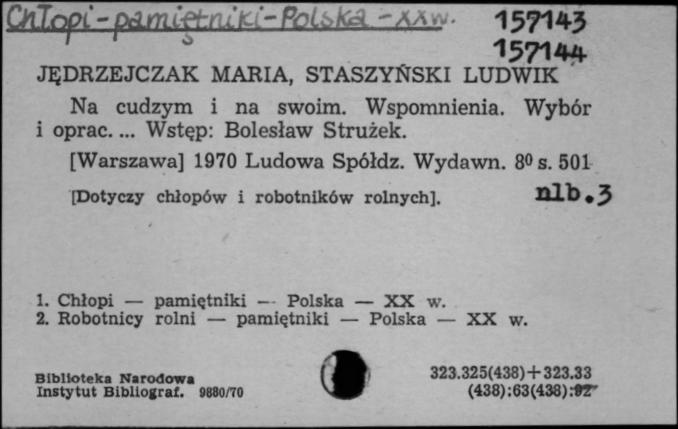 Chłopi-pamiętniki-Polska-XXw. 157143
157144
JĘDRZEJCZAK MARIA, STASZYŃSKI LUDWIK
Na cudzym i na swoim. Wspomnienia. Wybór
i oprac. ... Wstęp: Bolesław Strużek.
[Warszawa] 1970 Ludowa Spółdz. Wydawn. 8⁰ s. 501
nlb.3
[Dotyczy chłopów i robotników rolnych].
1. Chłopi — pamiętniki — Polska — XX w.
2. Robotnicy rolni — pamiętniki — Polska — XX w.
Biblioteka Narodowa
Instytut Bibliograf. 9880/70
323.325(438)+323.33
(438):63(438):92